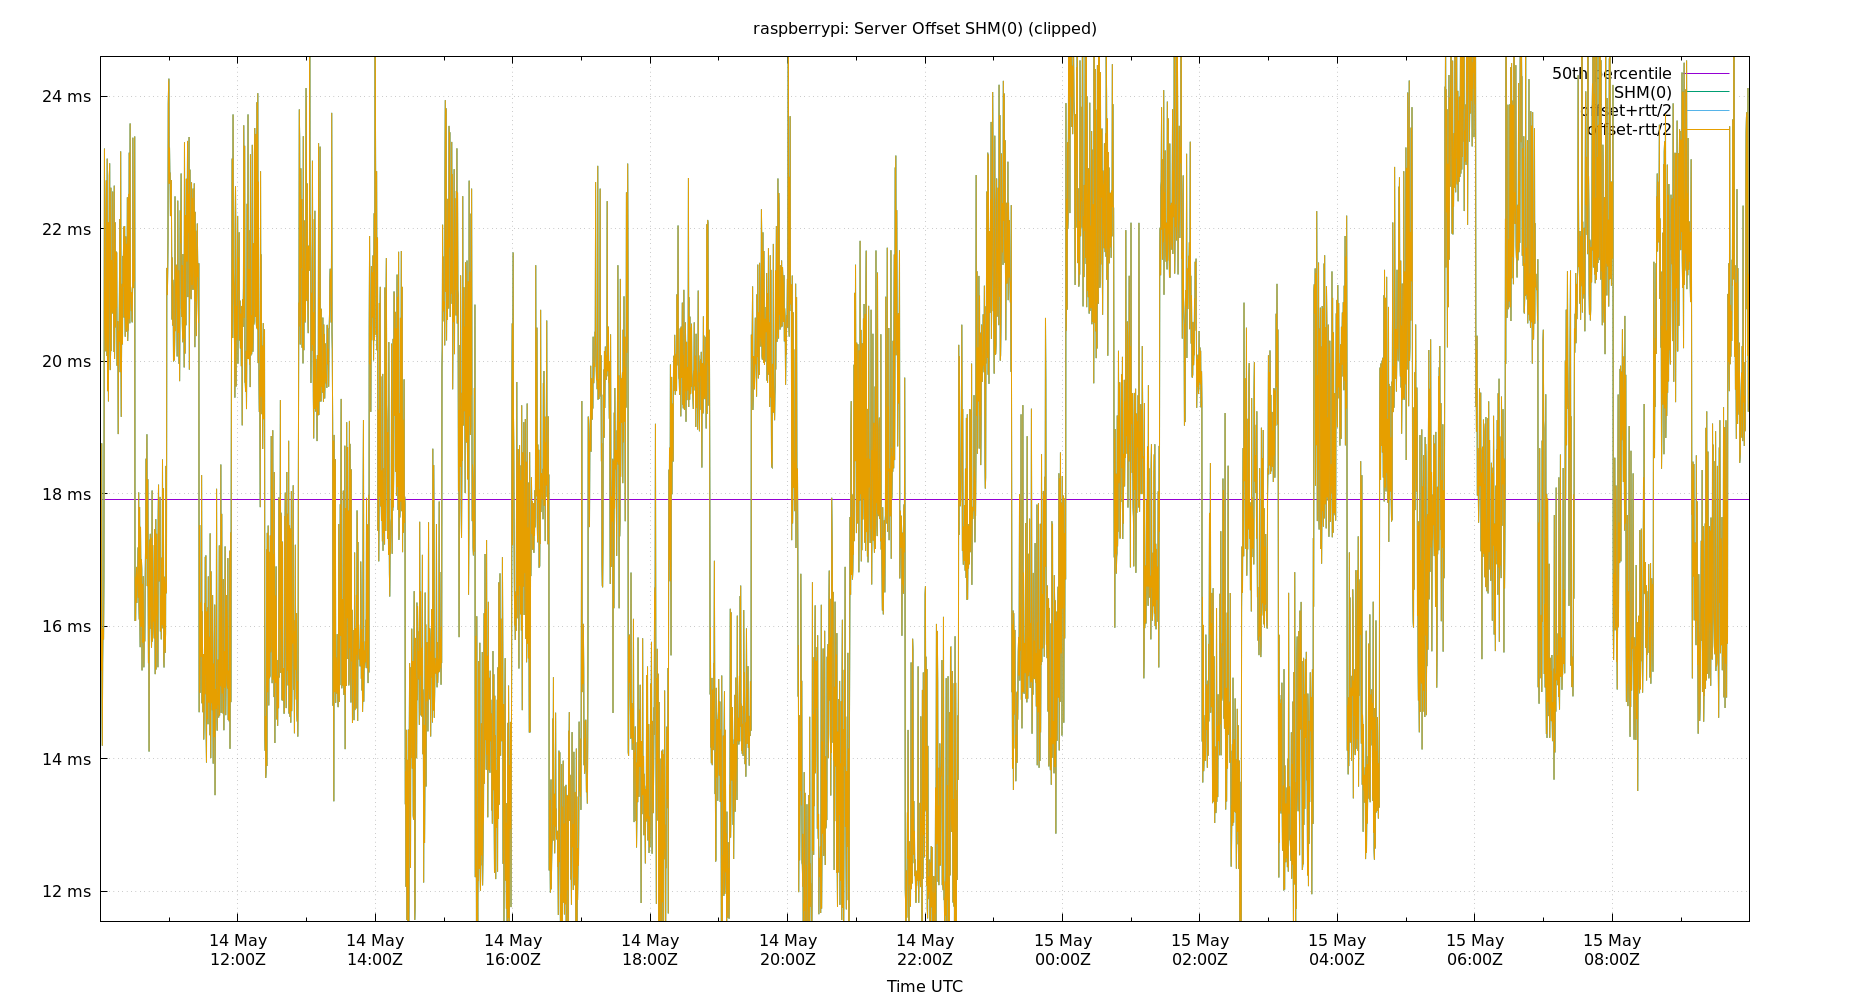 raspberrypi: Server Offset SHM(0) (clipped)
50th percentile
SHM(0)
offset+rtt/2
offset-rtt/2
24 ms
22 ms
20 ms
18 ms
16 ms
14 ms
12 ms
14 May 14 May 14 May 14 May 14 May 14 May 15 May 15 May 15 May 15 May 15 May
12:00Z 14:00Z 16:00Z 18:00Z 20:00Z 22:00Z 00:00Z 02:00Z 04:00Z 06:00Z 08:00Z
Time UTC